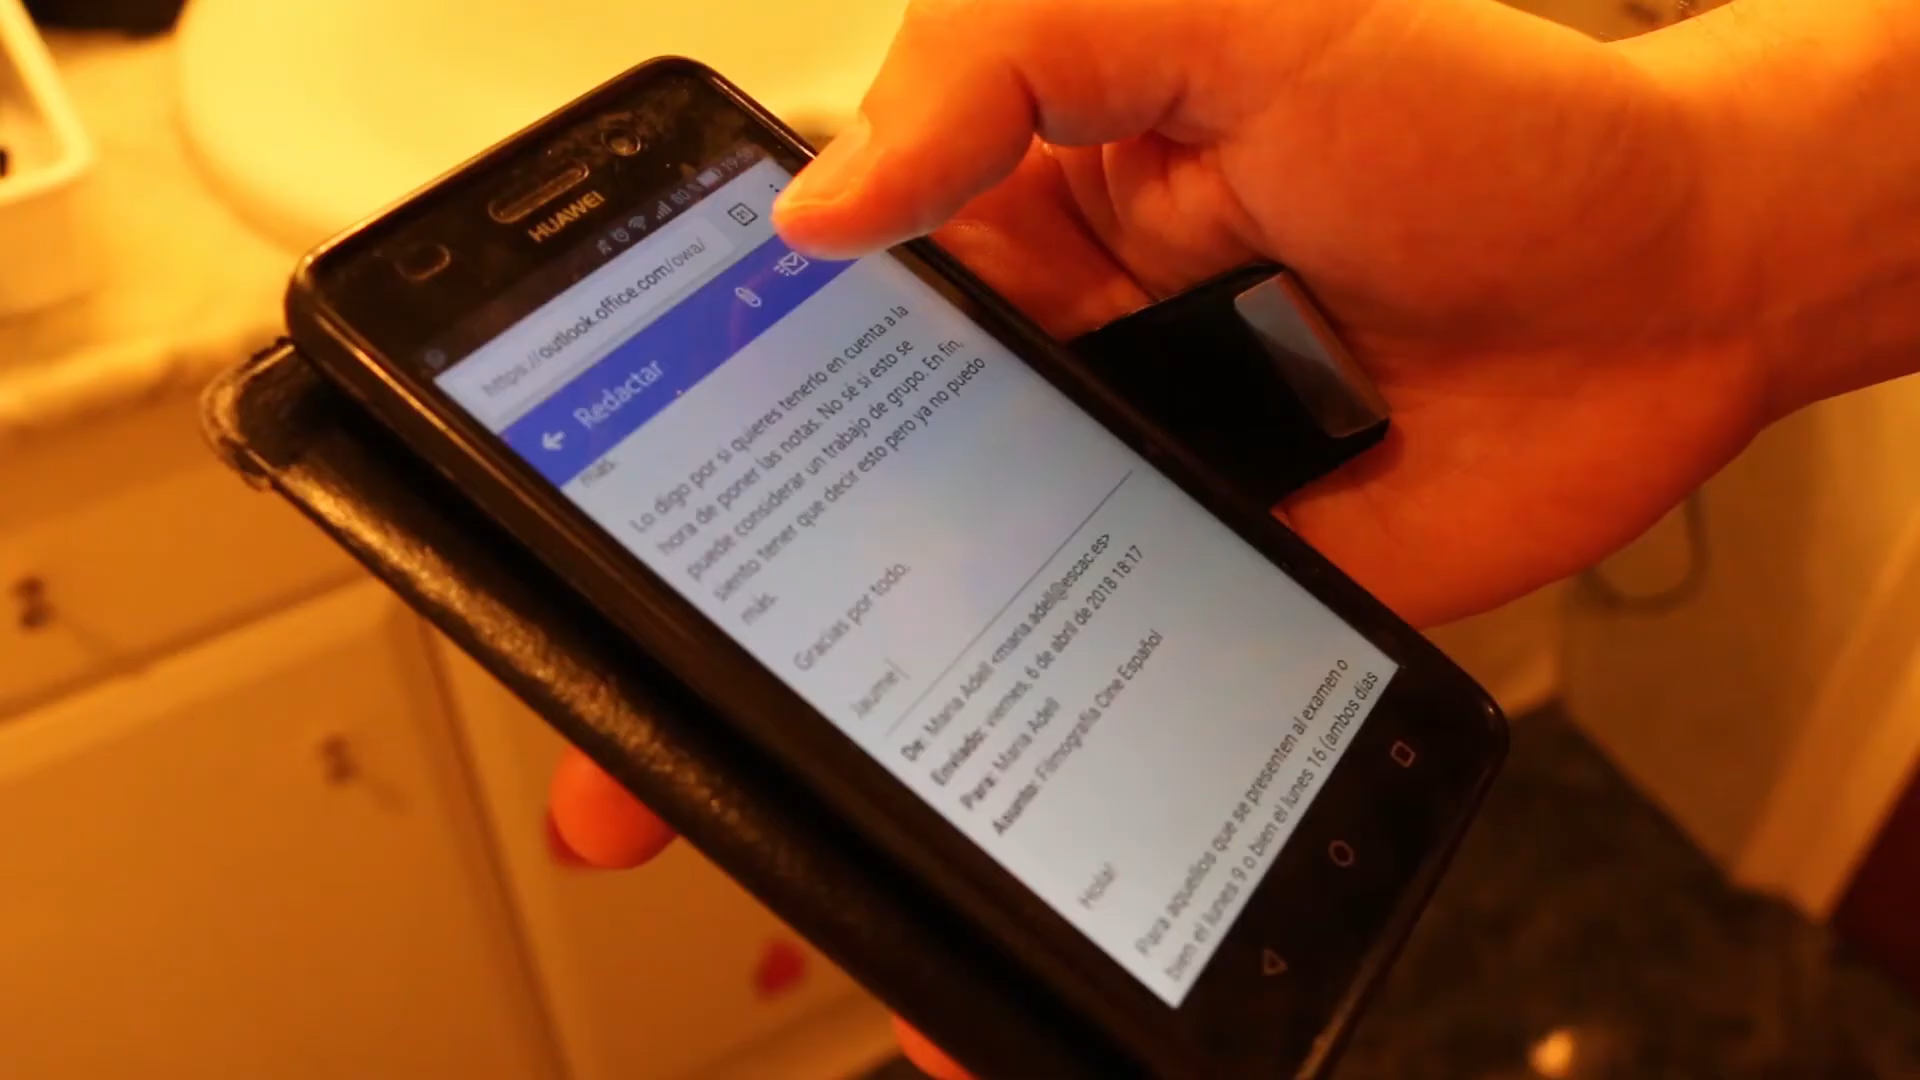 HUAWEI
80 % 19:5
https://outlook.office.com/owa/
21
Redactar
más.
Lo digo por si quieres tenerlo en cuenta a la
hora de poner las notas. No sé si esto se
puede considerar un trabajo de grupo. En fin,
siento tener que decir esto pero ya no puedo
más.
Gracias por todo.
Jaume
De: Maria Adell <maria.adell@escac.es>
Enviado: viernes, 6 de abril de 2018 18:17
Para: Maria Adell
Asunto: Filmografía Cine Español
Hola!
Para aquellos que se presenten al examen o
bien el lunes 9 o bien el lunes 16 (ambos días